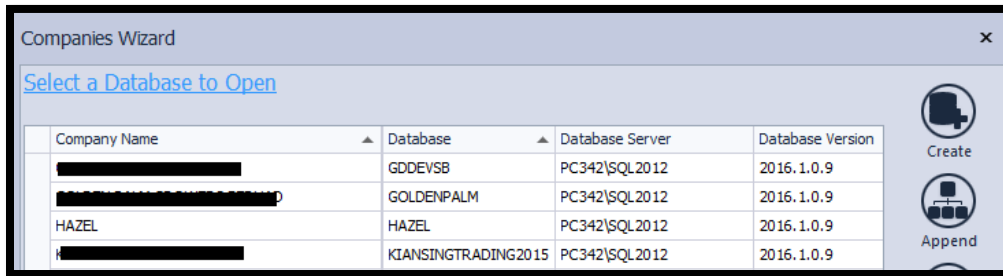 Companies Wizard ×
Select a Database to Open
Company Name Database Database Server Database Version
Create
GDDEVSB PC342\SQL2012 2016.1.0.9
GOLDENPALM PC342\SQL2012 2016.1.0.9
HAZEL HAZEL PC342\SQL2012 2016.1.0.9
Append
KIANSINGTRADING2015 PC342\SQL2012 2016.1.0.9